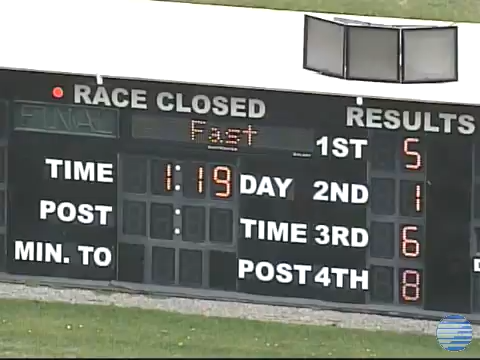 RACE CLOSED
RESULTS
FINAL
Fast
1ST 5
TIME 1:19 DAY 2ND 1
POST : TIME 3RD 6
MIN. TO POST 4TH 8